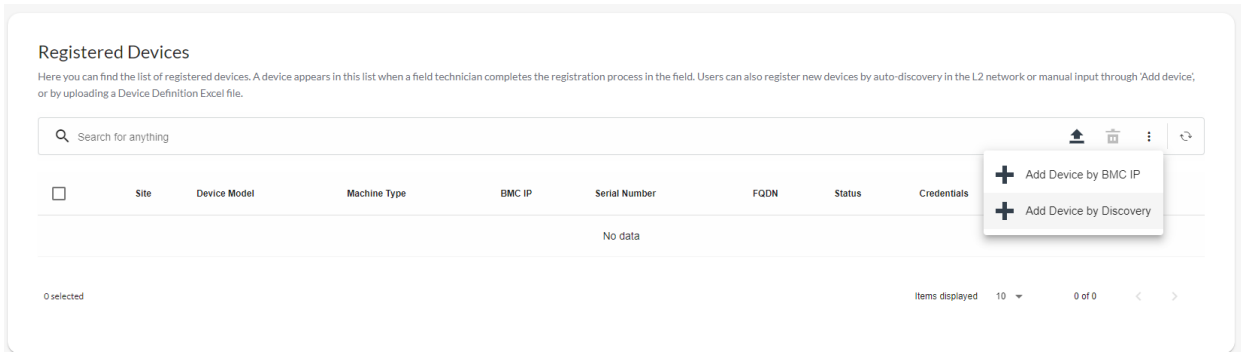 Registered Devices
Here you can find the list of registered devices. A device appears in this list when a field technician completes the registration process in the field. Users can also register new devices by auto-discovery in the L2 network or manual input through 'Add device',
or by uploading a Device Definition Excel file.
Search for anything
Add Device by BMC IP
Site Device Model Machine Type BMC IP Serial Number FQDN Status Credentials
Add Device by Discovery
No data
0 selected Items displayed 10 0 of 0